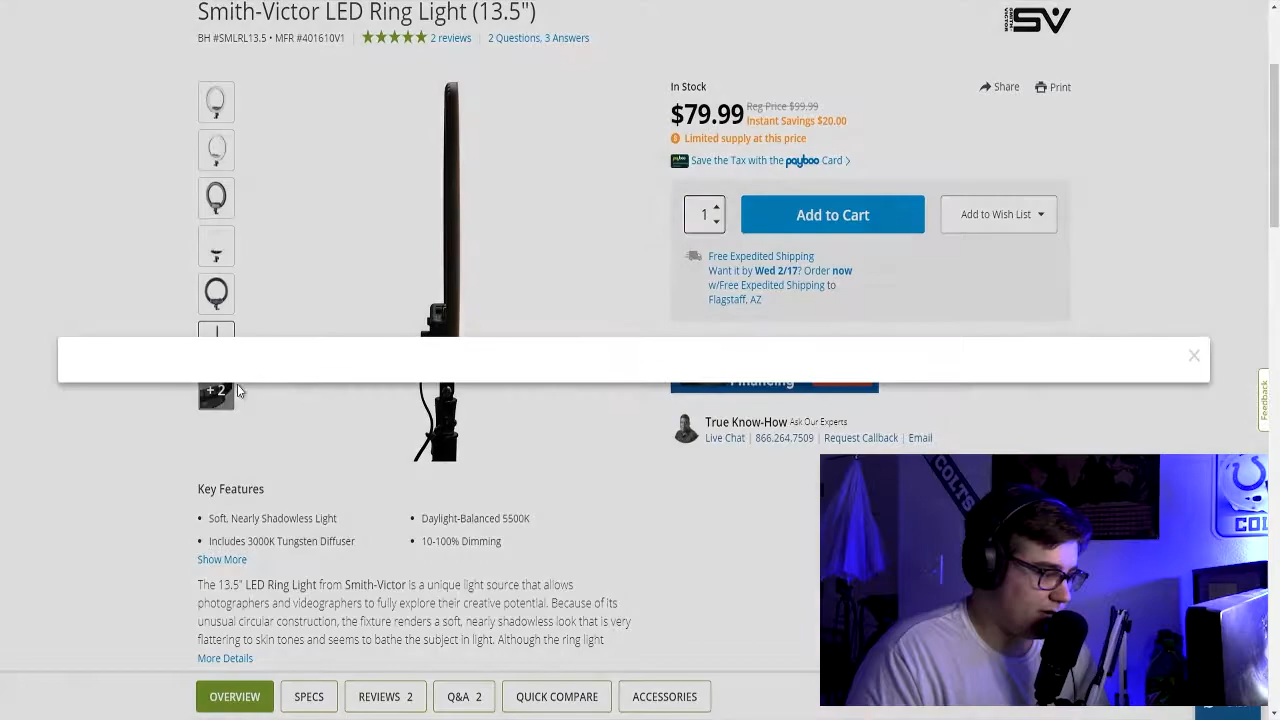 Smith-Victor LED Ring Light (13.5")
BH #SMLRL13.5 • MFR #401610V1
2 reviews
2 Questions, 3 Answers
SMITH-VICTOR SV
In Stock
Share
Print
$79.99
Reg Price $99.99
Instant Savings $20.00
Limited supply at this price
Save the Tax with the payboo Card
1
Add to Cart
Add to Wish List
Free Expedited Shipping
Want it by Wed 2/17? Order now
w/Free Expedited Shipping to
Flagstaff, AZ
+ 2
Financing
Feedback
True Know-How Ask Our Experts
Live Chat | 866.264.7509 | Request Callback | Email
Key Features
• Soft, Nearly Shadowless Light
• Daylight-Balanced 5500K
• Includes 3000K Tungsten Diffuser
• 10-100% Dimming
Show More
The 13.5" LED Ring Light from Smith-Victor is a unique light source that allows
photographers and videographers to fully explore their creative potential. Because of its
unusual circular construction, the fixture renders a soft, nearly shadowless look that is very
flattering to skin tones and seems to bathe the subject in light. Although the ring light
More Details
OVERVIEW
SPECS
REVIEWS 2
Q&A 2
QUICK COMPARE
ACCESSORIES
COLTS
COL